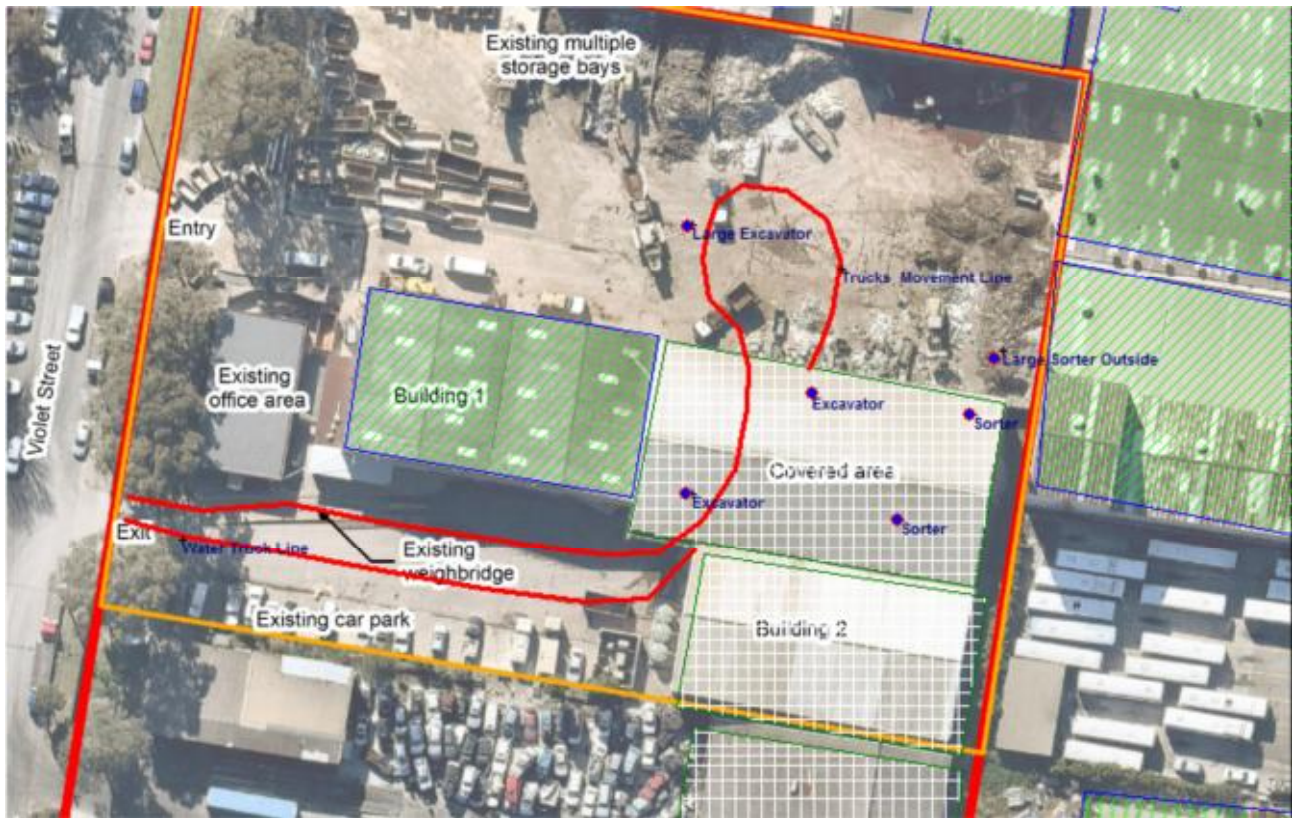 Existing multiple
storage bays
Entry
Large Excavator
Trucks Movement Line
Large Sorter Outside
Violet Street
Existing
office area
Building 1
Excavator
Sorter
Covered area
Excavator
Sorter
Exit
Water Truck Line
Existing
weighbridge
Existing car park
Building 2